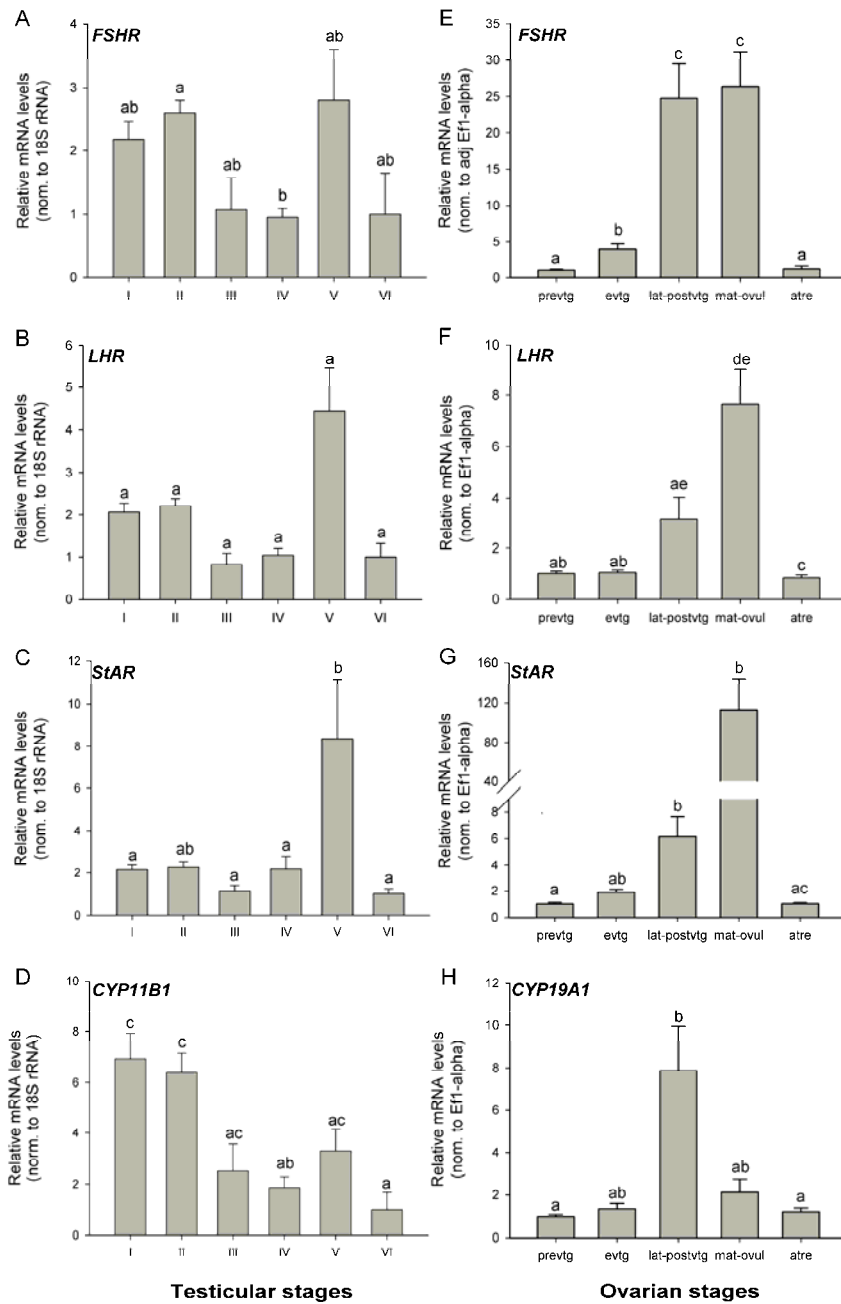 A
FSHR
Relative mRNA levels
(nom. to 18S rRNA)
4
3
2
1
0
ab
a
ab
b
ab
ab
I
II
III
IV
V
VI
E
FSHR
Relative mRNA levels
(nom. to adj Ef1-alpha)
35
30
25
20
15
10
5
0
a
b
c
c
a
prevtg
evtg
lat-postvtg
mat-ovul
atre
B
LHR
Relative mRNA levels
(nom. to 18S rRNA)
6
5
4
3
2
1
0
a
a
a
a
a
a
I
II
III
IV
V
VI
F
LHR
Relative mRNA levels
(nom. to Ef1-alpha)
10
8
6
4
2
0
ab
ab
ae
de
c
prevtg
evtg
lat-postvtg
mat-ovul
atre
C
StAR
Relative mRNA levels
(nom. to 18S rRNA)
12
10
8
6
4
2
0
a
ab
a
a
b
a
I
II
III
IV
V
VI
G
StAR
Relative mRNA levels
(nom. to Ef1-alpha)
160
120
80
40
8
6
4
2
0
a
ab
b
b
ac
prevtg
evtg
lat-postvtg
mat-ovul
atre
D
CYP11B1
Relative mRNA levels
(norm. to 18S rRNA)
10
8
6
4
2
0
c
c
ac
ab
ac
a
I
II
III
IV
V
VI
Testicular stages
H
CYP19A1
Relative mRNA levels
(nom. to Ef1-alpha)
12
10
8
6
4
2
0
a
ab
b
ab
a
prevtg
evtg
lat-postvtg
mat-ovul
atre
Ovarian stages